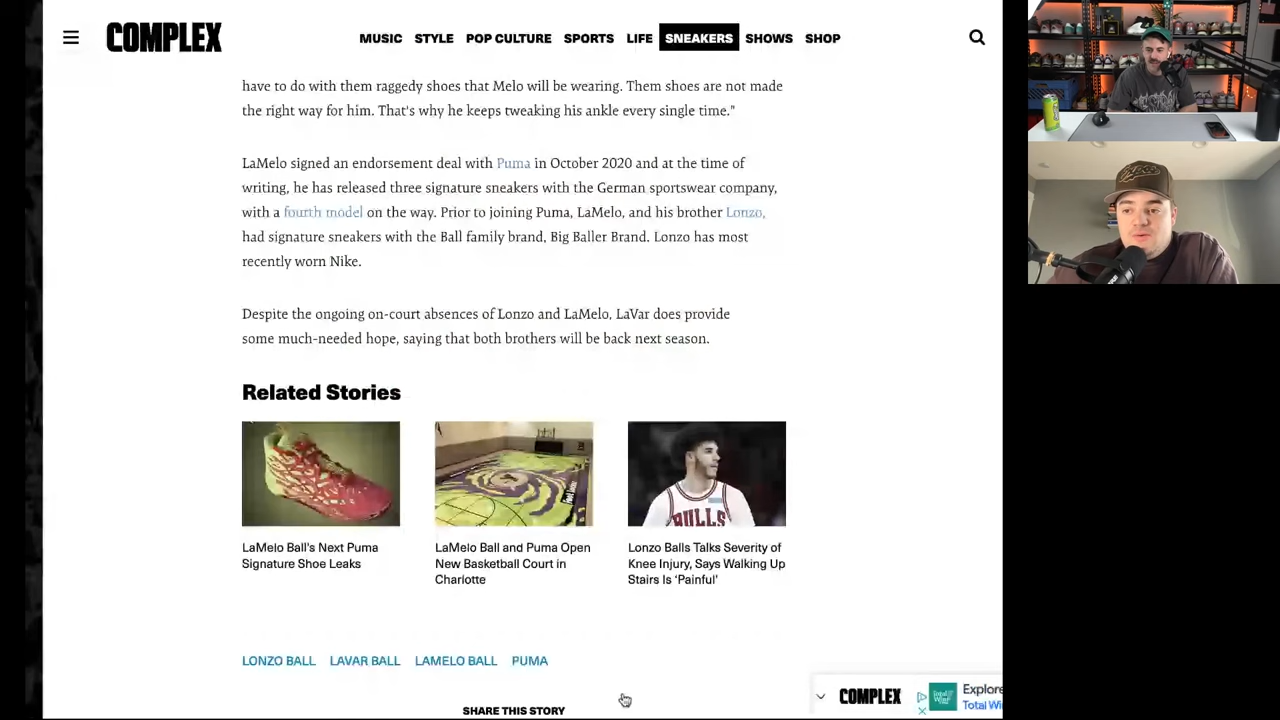 COMPLEX
MUSIC STYLE POP CULTURE SPORTS LIFE SNEAKERS SHOWS SHOP
have to do with them raggedy shoes that Melo will be wearing. Them shoes are not made
the right way for him. That's why he keeps tweaking his ankle every single time."
LaMelo signed an endorsement deal with Puma in October 2020 and at the time of
writing, he has released three signature sneakers with the German sportswear company,
with a fourth model on the way. Prior to joining Puma, LaMelo, and his brother Lonzo,
had signature sneakers with the Ball family brand, Big Baller Brand. Lonzo has most
recently worn Nike.
Despite the ongoing on-court absences of Lonzo and LaMelo, LaVar does provide
some much-needed hope, saying that both brothers will be back next season.
Related Stories
BULLS
LaMelo Ball's Next Puma
Signature Shoe Leaks
LaMelo Ball and Puma Open
New Basketball Court in
Charlotte
Lonzo Balls Talks Severity of
Knee Injury, Says Walking Up
Stairs Is ‘Painful’
LONZO BALL LAVAR BALL LAMELO BALL PUMA
SHARE THIS STORY
COMPLEX
Explore
Total Wi